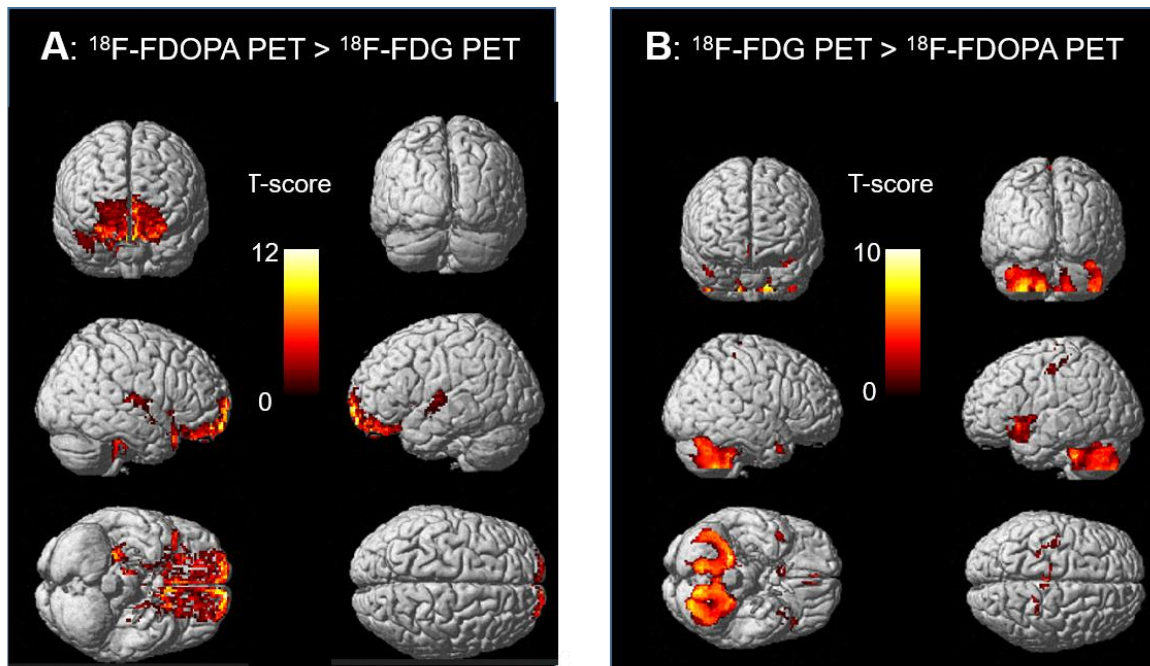 A: ¹⁸F-FDOPA PET > ¹⁸F-FDG PET
T-score
12
0
B: ¹⁸F-FDG PET > ¹⁸F-FDOPA PET
T-score
10
0